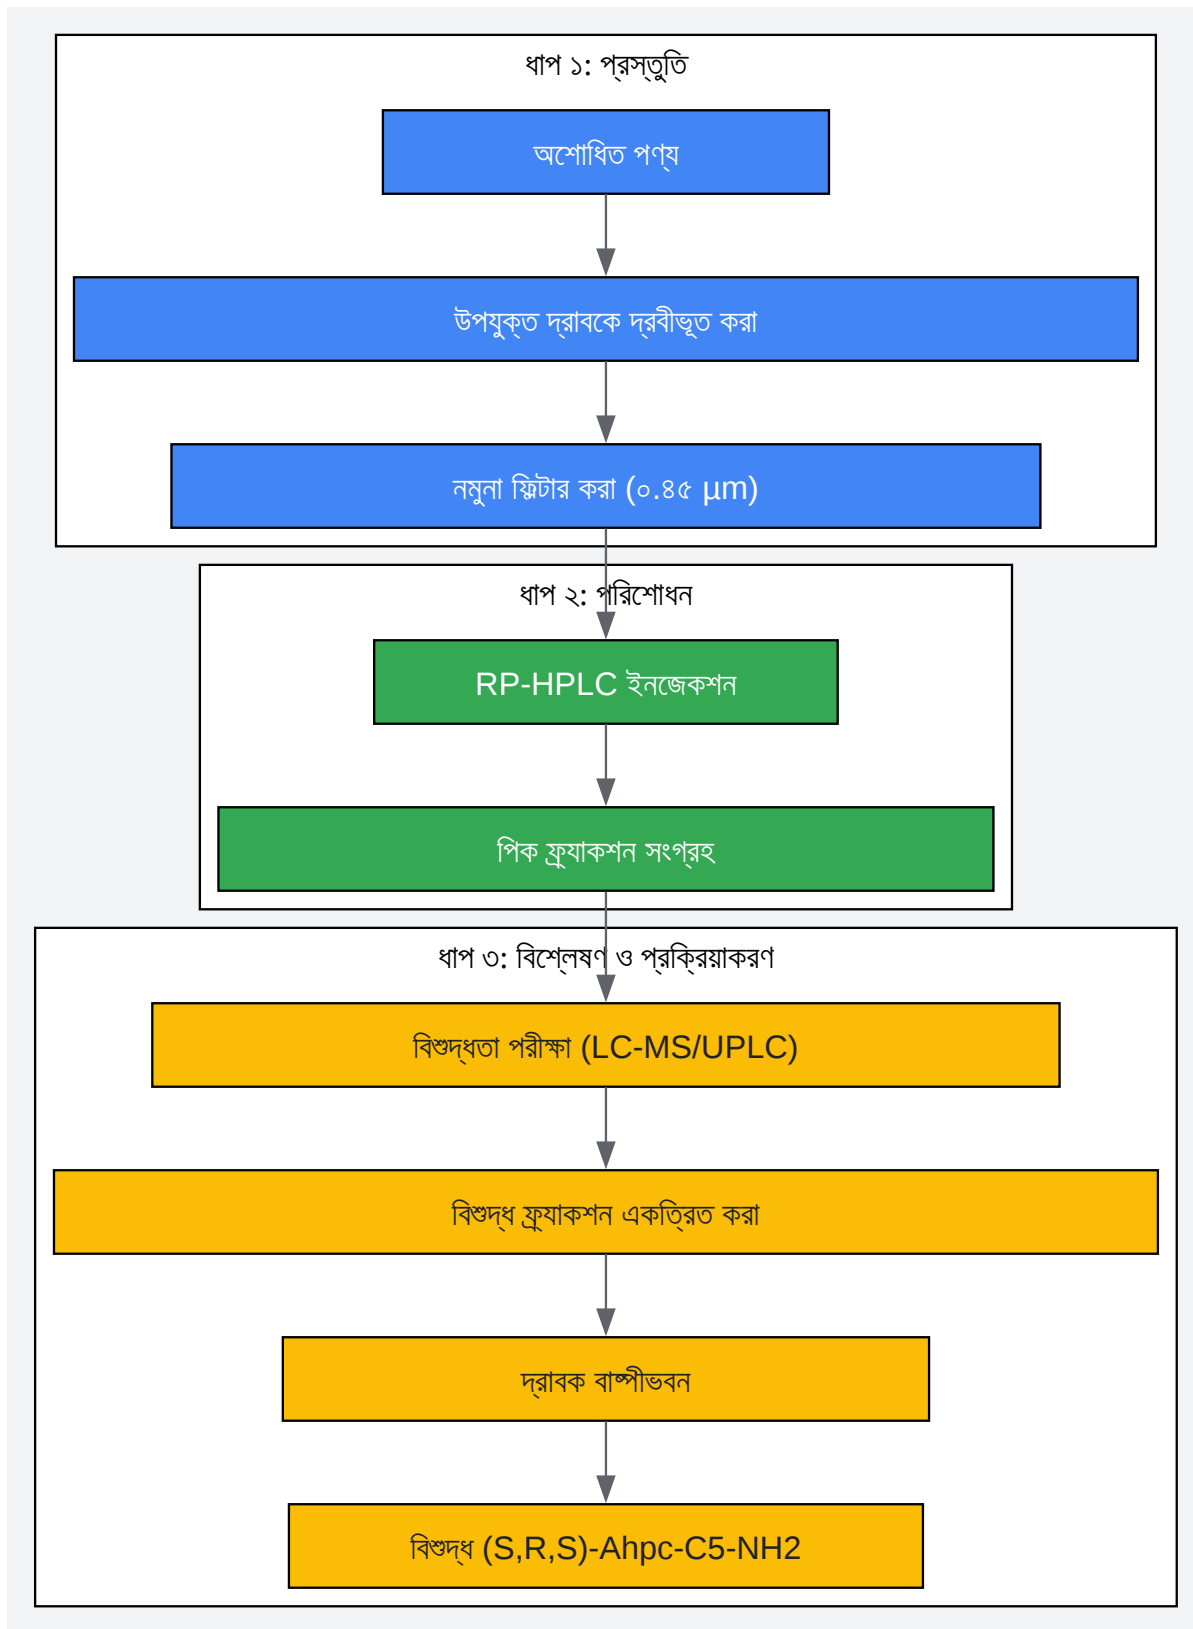 ধাপ ১: প্রস্তুতি
অশোধিত পণ্য
উপযুক্ত দ্রাবকে দ্রবীভূত করা
নমুনা ফিল্টার করা (০.৪৫ µm)
ধাপ ২: পরিশোধন
RP-HPLC ইনজেকশন
পিক ফ্র্যাকশন সংগ্রহ
ধাপ ৩: বিশ্লেষণ ও প্রক্রিয়াকরণ
বিশুদ্ধতা পরীক্ষা (LC-MS/UPLC)
বিশুদ্ধ ফ্র্যাকশন একত্রিত করা
দ্রাবক বাষ্পীভবন
বিশুদ্ধ (S,R,S)-Ahpc-C5-NH2